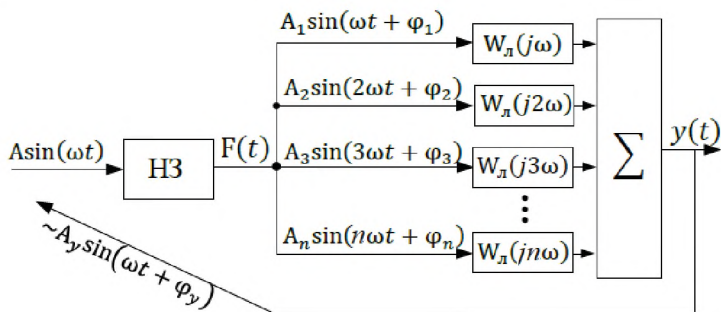 A₁sin(ωt + φ₁)
Wл(jω)
A₂sin(2ωt + φ₂)
Wл(j2ω)
Asin(ωt)
НЗ
F(t)
A₃sin(3ωt + φ₃)
Wл(j3ω)
∑
y(t)
⋮
Aₙsin(nωt + φₙ)
Wл(jnω)
~Aᵧsin(ωt + φᵧ)